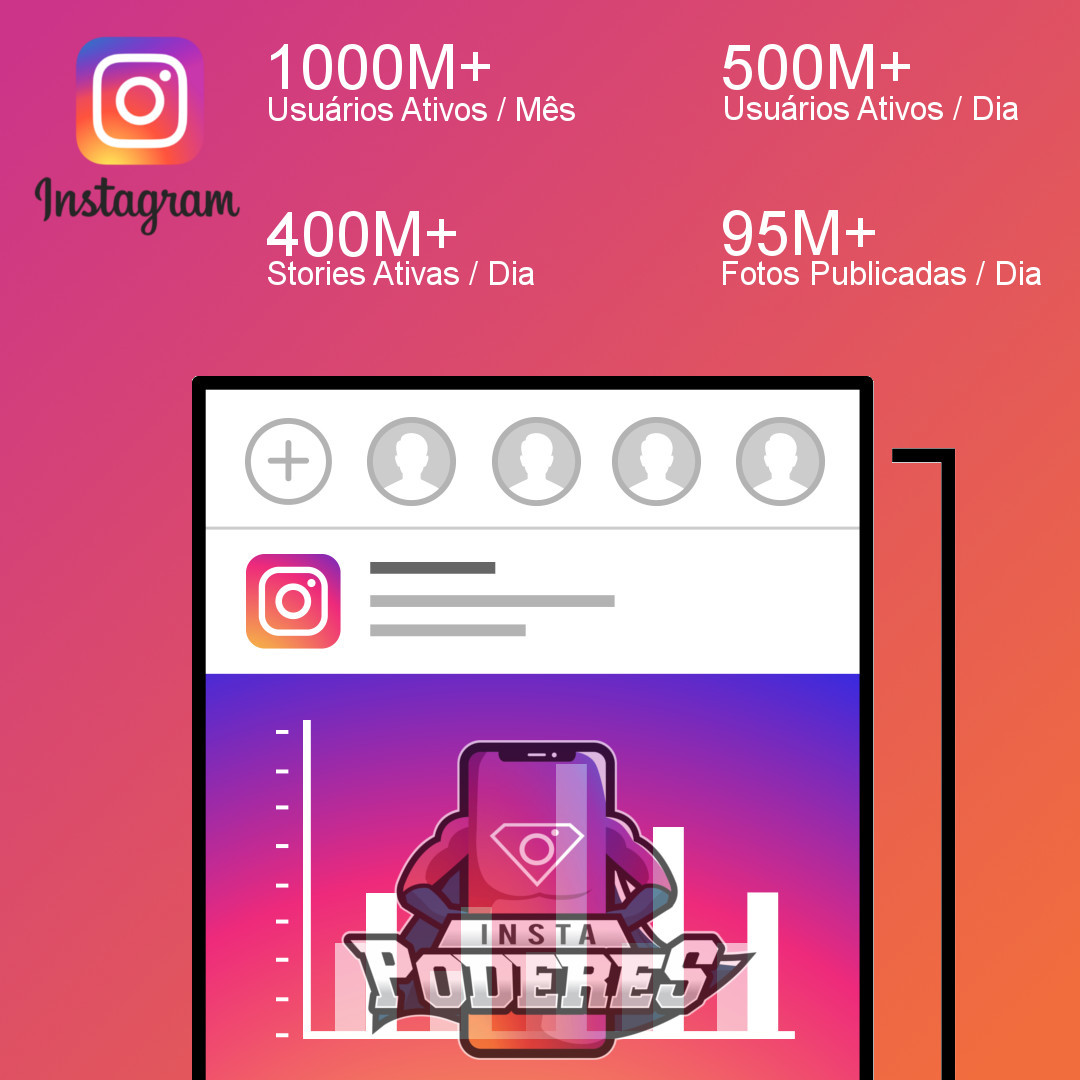 Instagram
1000M+
Usuários Ativos / Mês
500M+
Usuários Ativos / Dia
400M+
Stories Ativas / Dia
95M+
Fotos Publicadas / Dia
INSTA
PODERES